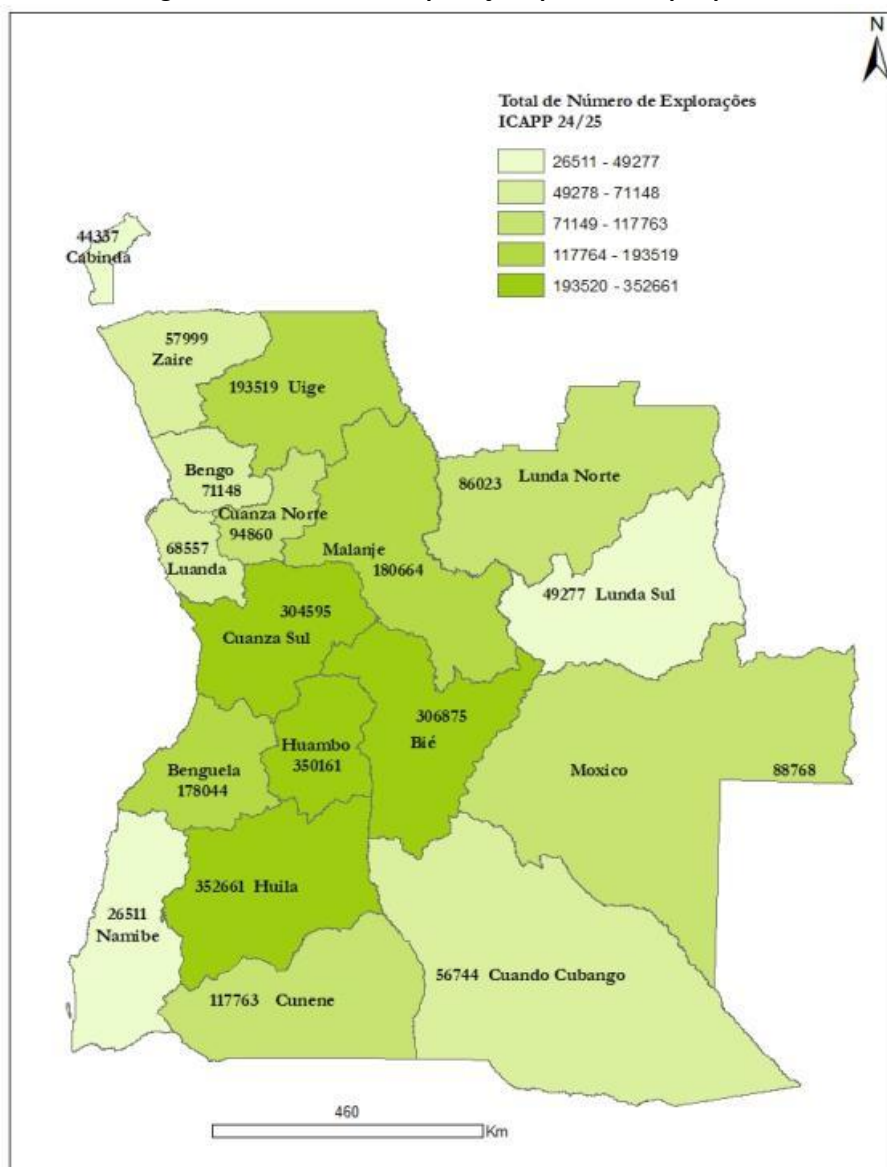 N
Total de Número de Explorações
ICAPP 24/25
26511 - 49277
49278 - 71148
71149 - 117763
117764 - 193519
193520 - 352661
44337
Cabinda
57999
Zaire
193519 Uige
Bengo
71148
Cuanza Norte
94860
68557
Luanda
Malanje
180664
86023 Lunda Norte
49277 Lunda Sul
304595
Cuanza Sul
306875
Bié
Huambo
350161
Benguela
178044
Moxico 88768
352661 Huila
26511
Namibe
56744 Cuando Cubango
117763 Cunene
460
Km